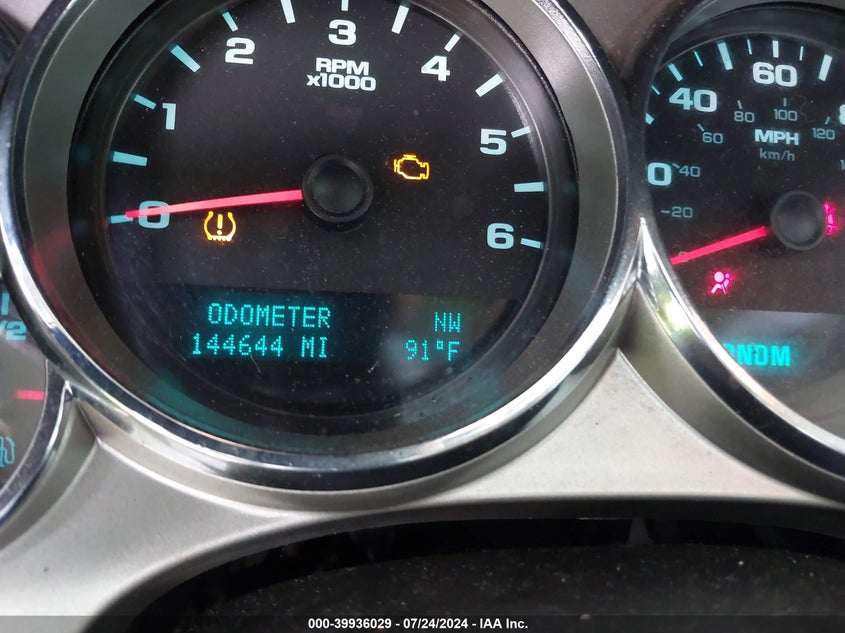 0 1 2 3 4 5 6
RPM
x1000
ODOMETER NW
144644 MI 91°F
40 60
20 40 60 80 100 120
MPH
km/h
/2
000-39936029 - 07/24/2024 - IAA Inc.